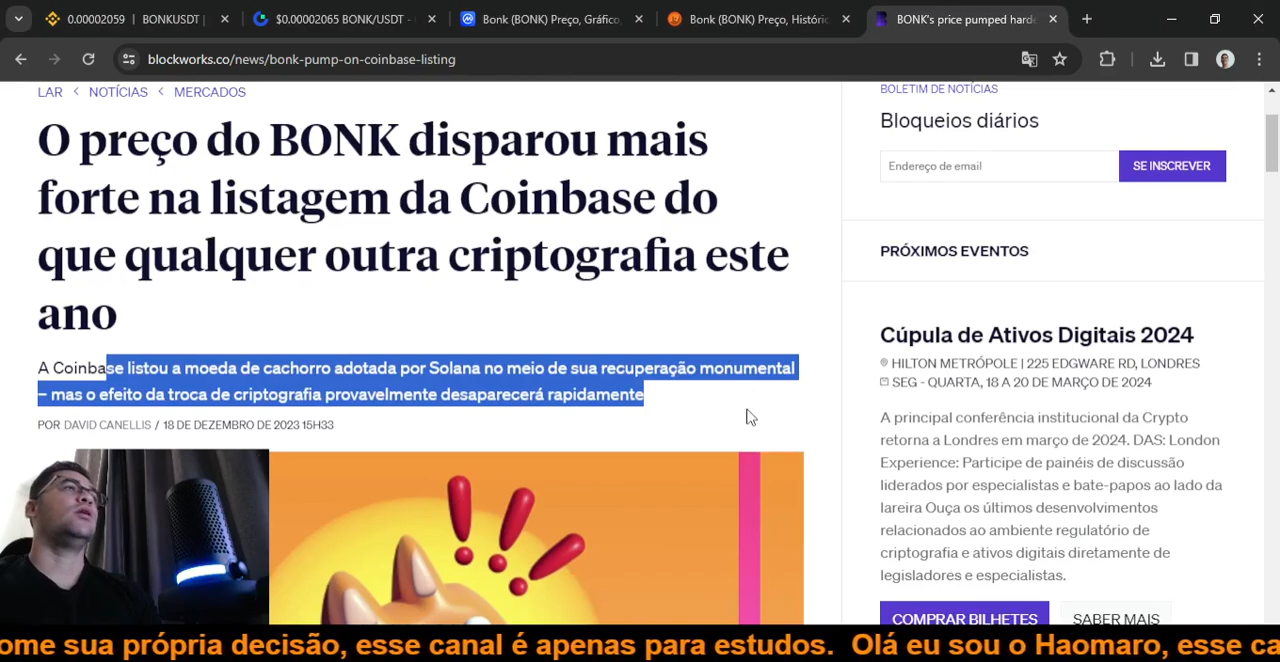 0.00002059 | BONKUSDT |
$0,00002065 BONK/USDT -
Bonk (BONK) Preço, Gráfico,
Bonk (BONK) Preço, Históric
BONK's price pumped harde
blockworks.co/news/bonk-pump-on-coinbase-listing
LAR < NOTÍCIAS < MERCADOS
O preço do BONK disparou mais
forte na listagem da Coinbase do
que qualquer outra criptografia este
ano
A Coinbase listou a moeda de cachorro adotada por Solana no meio de sua recuperação monumental
– mas o efeito da troca de criptografia provavelmente desaparecerá rapidamente
POR DAVID CANELLIS / 18 DE DEZEMBRO DE 2023 15H33
BOLETIM DE NOTÍCIAS
Bloqueios diários
Endereço de email
SE INSCREVER
PRÓXIMOS EVENTOS
Cúpula de Ativos Digitais 2024
HILTON METRÓPOLE | 225 EDGWARE RD, LONDRES
SEG - QUARTA, 18 A 20 DE MARÇO DE 2024
A principal conferência institucional da Crypto
retorna a Londres em março de 2024. DAS: London
Experience: Participe de painéis de discussão
liderados por especialistas e bate-papos ao lado da
lareira Ouça os últimos desenvolvimentos
relacionados ao ambiente regulatório de
criptografia e ativos digitais diretamente de
legisladores e especialistas.
COMPRAR BILHETES
SABER MAIS
ome sua própria decisão, esse canal é apenas para estudos. Olá eu sou o Haomaro, esse ca